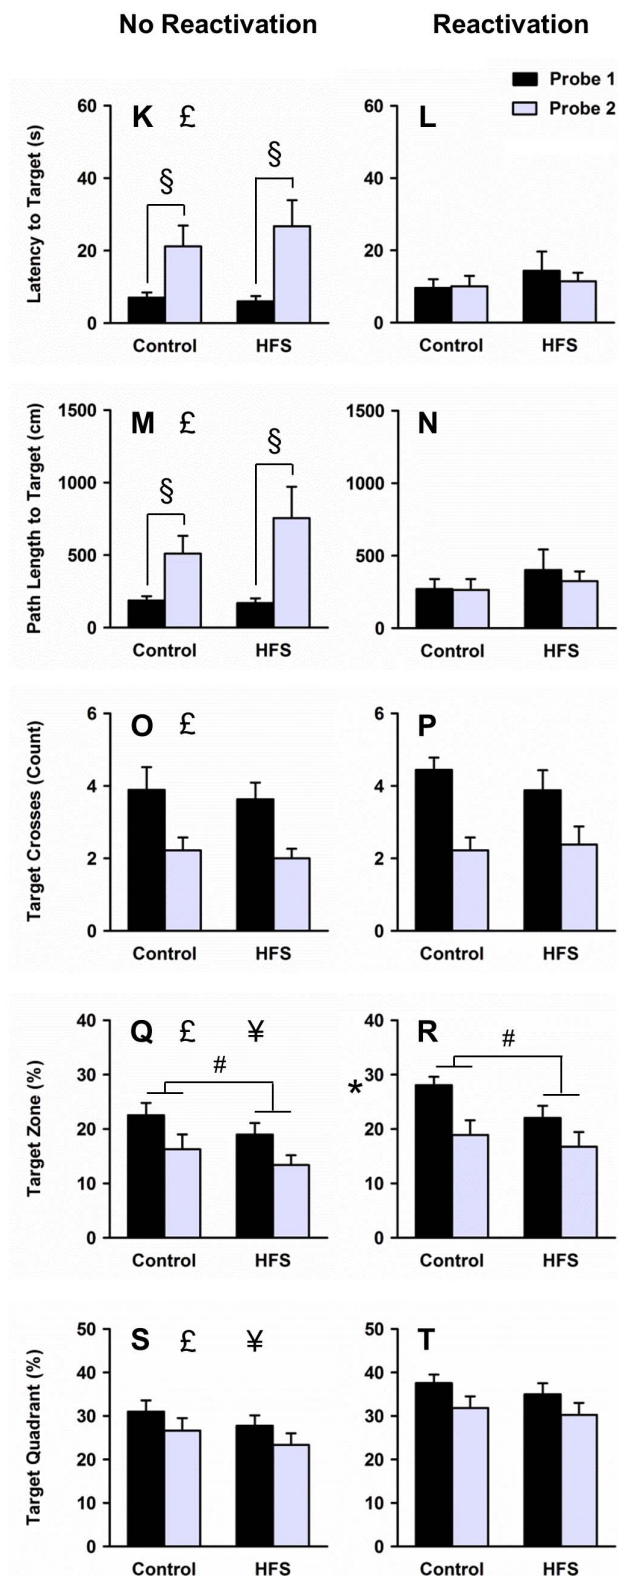 No Reactivation Reactivation
Probe 1
Probe 2
Latency to Target (s)
60
40
20
0
K £
§ §
Control HFS
60
40
20
0
L
Control HFS
Path Length to Target (cm)
1500
1000
500
0
M £
§ §
Control HFS
1500
1000
500
0
N
Control HFS
Target Crosses (Count)
6
4
2
0
O £
Control HFS
6
4
2
0
P
Control HFS
Target Zone (%)
40
30
20
10
0
Q £ ¥
#
Control HFS
*
40
30
20
10
0
R
#
Control HFS
Target Quadrant (%)
50
40
30
20
10
0
S £ ¥
Control HFS
50
40
30
20
10
0
T
Control HFS